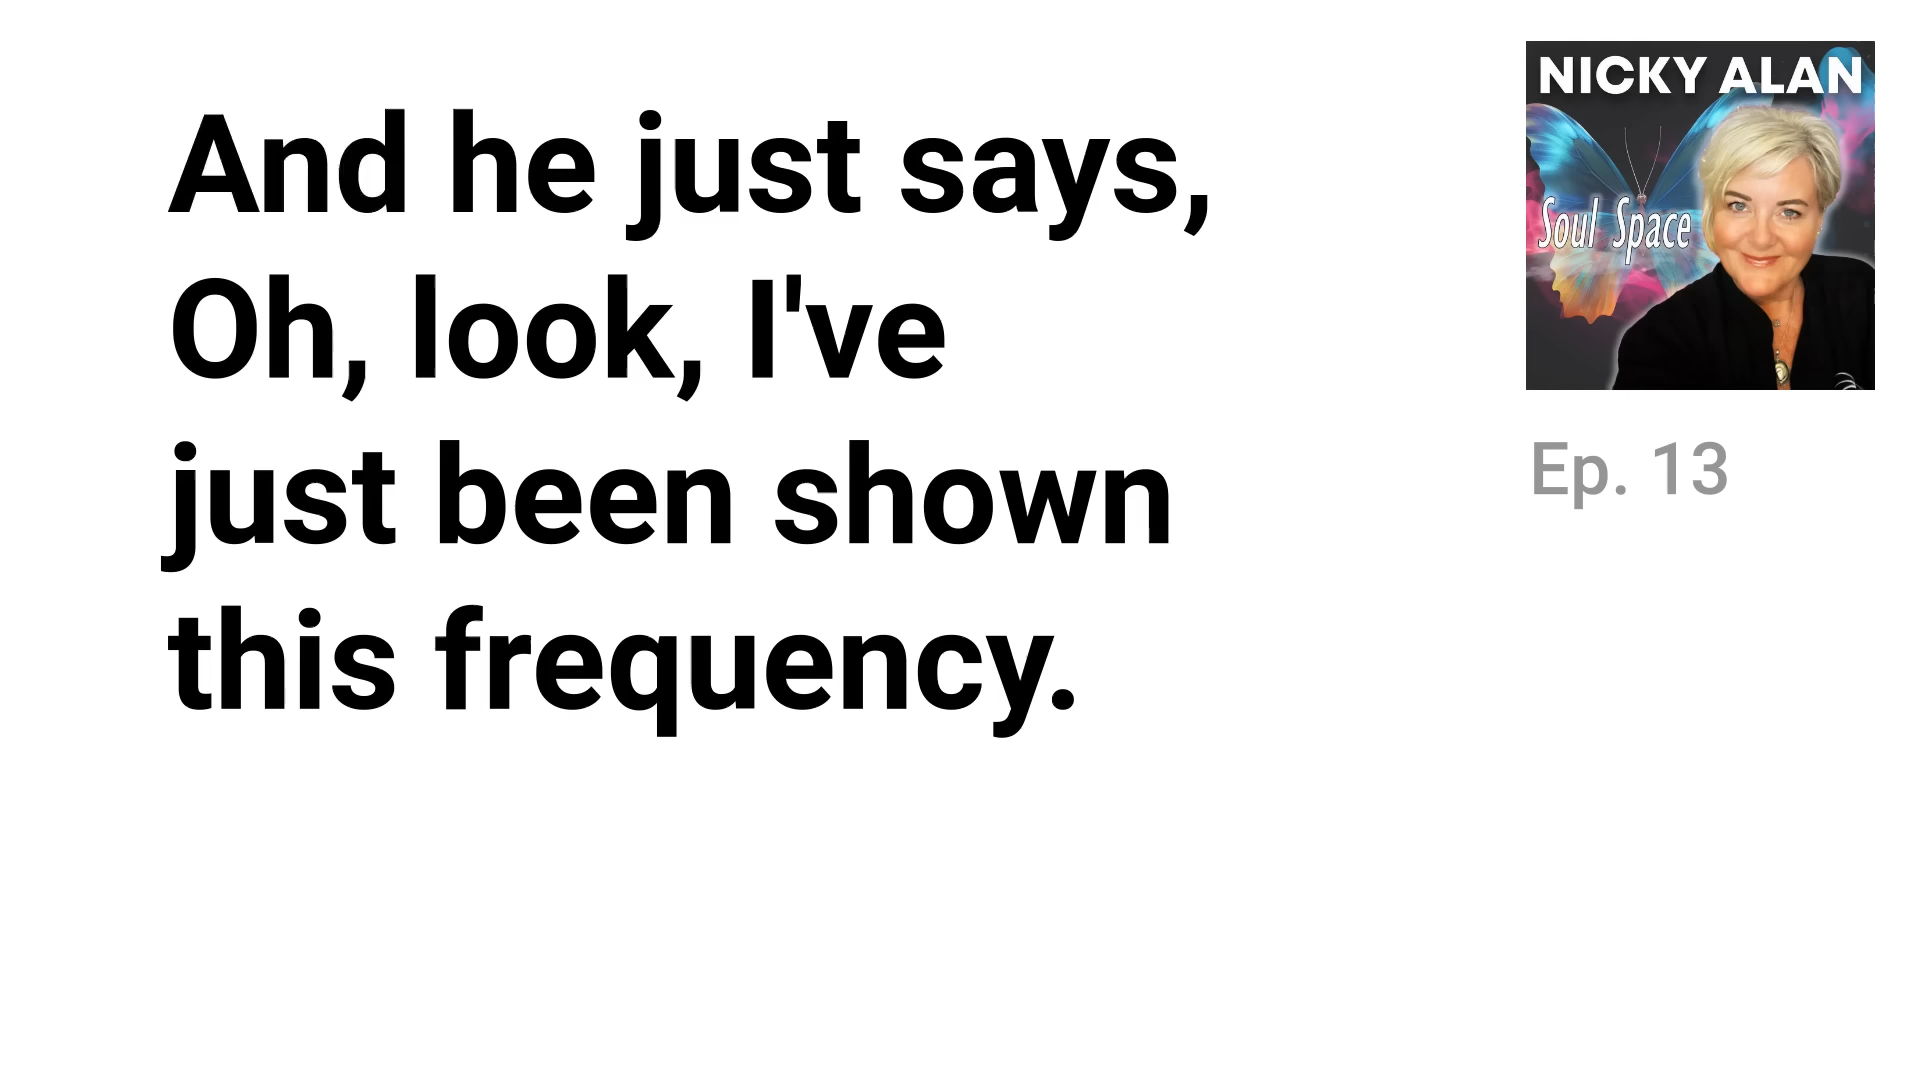 And he just says,
Oh, look, I've
just been shown
this frequency.
NICKY ALAN
Soul Space
Ep. 13